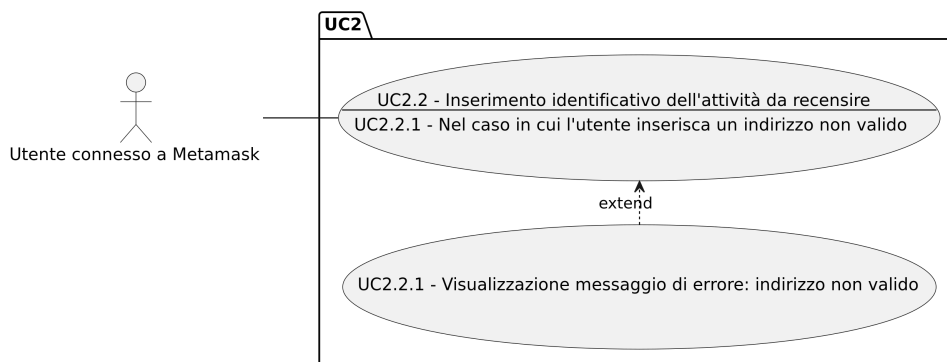 UC2
UC2.2 - Inserimento identificativo dell'attività da recensire
UC2.2.1 - Nel caso in cui l'utente inserisca un indirizzo non valido
Utente connesso a Metamask
extend
UC2.2.1 - Visualizzazione messaggio di errore: indirizzo non valido